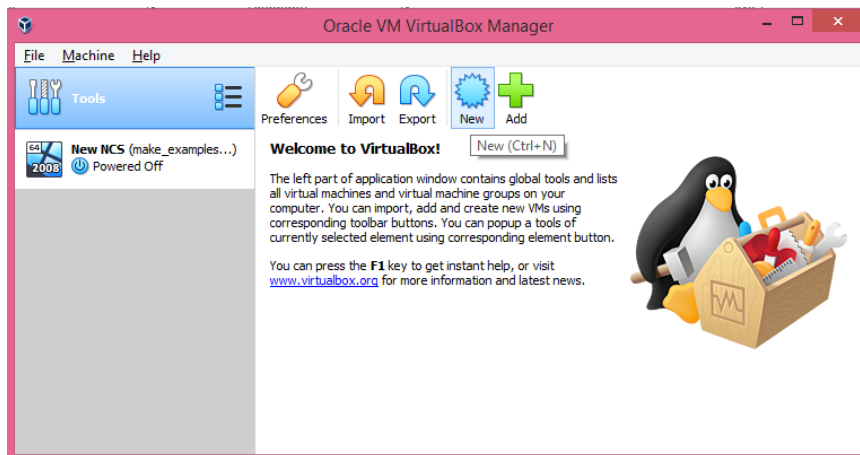 Oracle VM VirtualBox Manager
File Machine Help
Tools
Preferences Import Export New Add
New (Ctrl+N)
64
2008
New NCS (make_examples...)
Powered Off
Welcome to VirtualBox!
The left part of application window contains global tools and lists
all virtual machines and virtual machine groups on your
computer. You can import, add and create new VMs using
corresponding toolbar buttons. You can popup a tools of
currently selected element using corresponding element button.
You can press the F1 key to get instant help, or visit
www.virtualbox.org for more information and latest news.